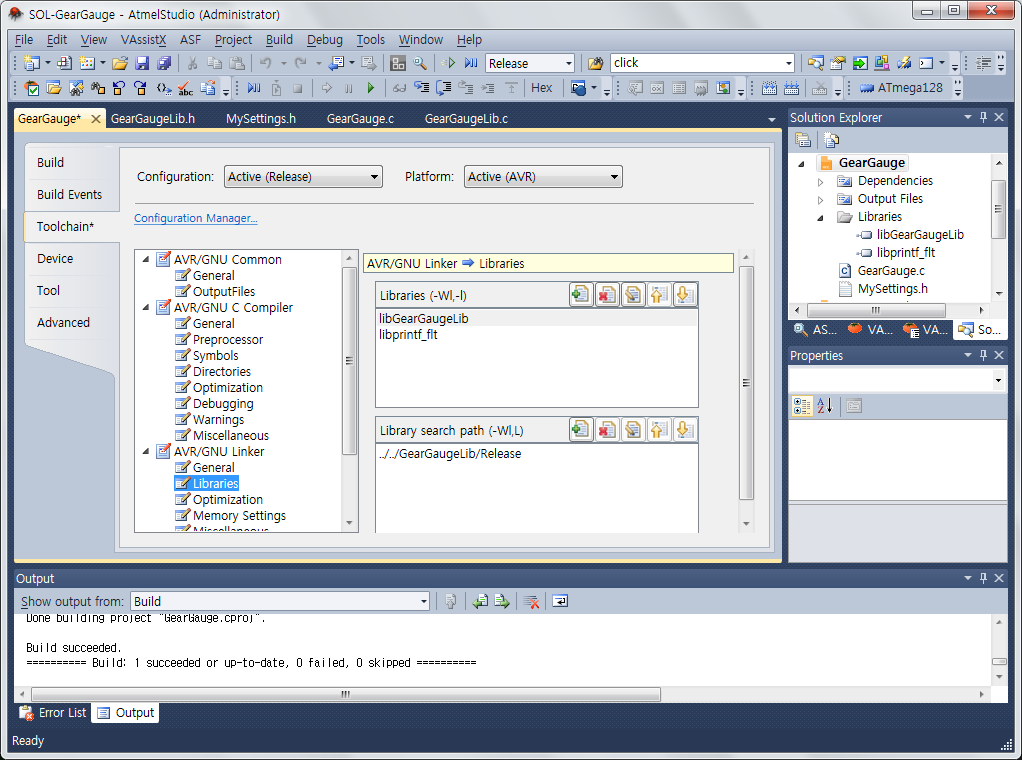 SOL-GearGauge - AtmelStudio (Administrator)
File Edit View VAssistX ASF Project Build Debug Tools Window Help
Release
click
Hex
ATmega128
GearGauge*
GearGaugeLib.h
MySettings.h
GearGauge.c
GearGaugeLib.c
Build
Build Events
Toolchain*
Device
Tool
Advanced
Configuration: Active (Release)
Platform: Active (AVR)
Configuration Manager...
AVR/GNU Common
General
OutputFiles
AVR/GNU C Compiler
General
Preprocessor
Symbols
Directories
Optimization
Debugging
Warnings
Miscellaneous
AVR/GNU Linker
General
Libraries
Optimization
Memory Settings
Miscellaneous
AVR/GNU Linker Libraries
Libraries (-Wl,-l)
libGearGaugeLib
libprintf_flt
Library search path (-Wl,L)
../../GearGaugeLib/Release
Solution Explorer
GearGauge
Dependencies
Output Files
Libraries
libGearGaugeLib
libprintf_flt
GearGauge.c
MySettings.h
AS...
VA...
VA...
So...
Properties
Output
Show output from: Build
Done building project "GearGauge.cproj".
Build succeeded.
========== Build: 1 succeeded or up-to-date, 0 failed, 0 skipped ==========
Error List
Output
Ready